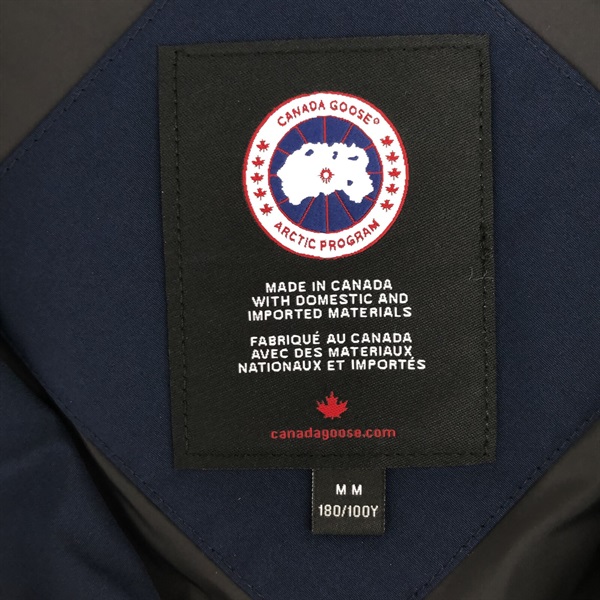 CANADA GOOSE®
ARCTIC PROGRAM
MADE IN CANADA
WITH DOMESTIC AND
IMPORTED MATERIALS
FABRIQUÉ AU CANADA
AVEC DES MATERIAUX
NATIONAUX ET IMPORTÉS
canadagoose.com
M M
180/100Y